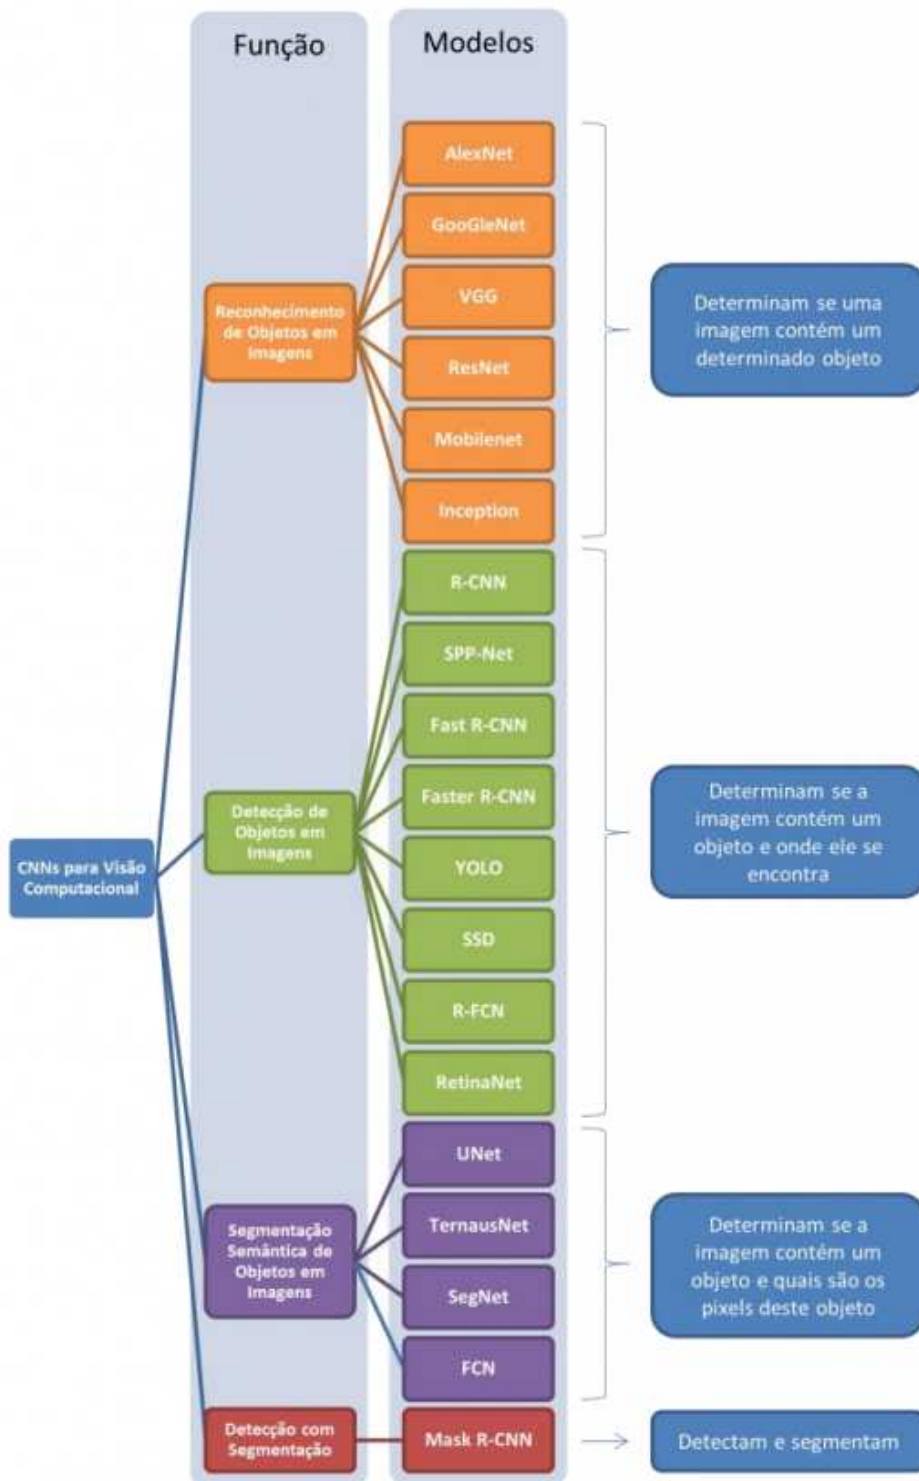 Função
Modelos
CNNs para Visão
Computacional
Reconhecimento
de Objetos em
Imagens
AlexNet
GooGleNet
VGG
ResNet
Mobilenet
Inception
Determinam se uma
imagem contém um
determinado objeto
Detecção de
Objetos em
Imagens
R-CNN
SPP-Net
Fast R-CNN
Faster R-CNN
YOLO
SSD
R-FCN
RetinaNet
Determinam se a
imagem contém um
objeto e onde ele se
encontra
Segmentação
Semântica de
Objetos em
Imagens
UNet
TernausNet
SegNet
FCN
Determinam se a
imagem contém um
objeto e quais são os
pixels deste objeto
Detecção com
Segmentação
Mask R-CNN
Detectam e segmentam